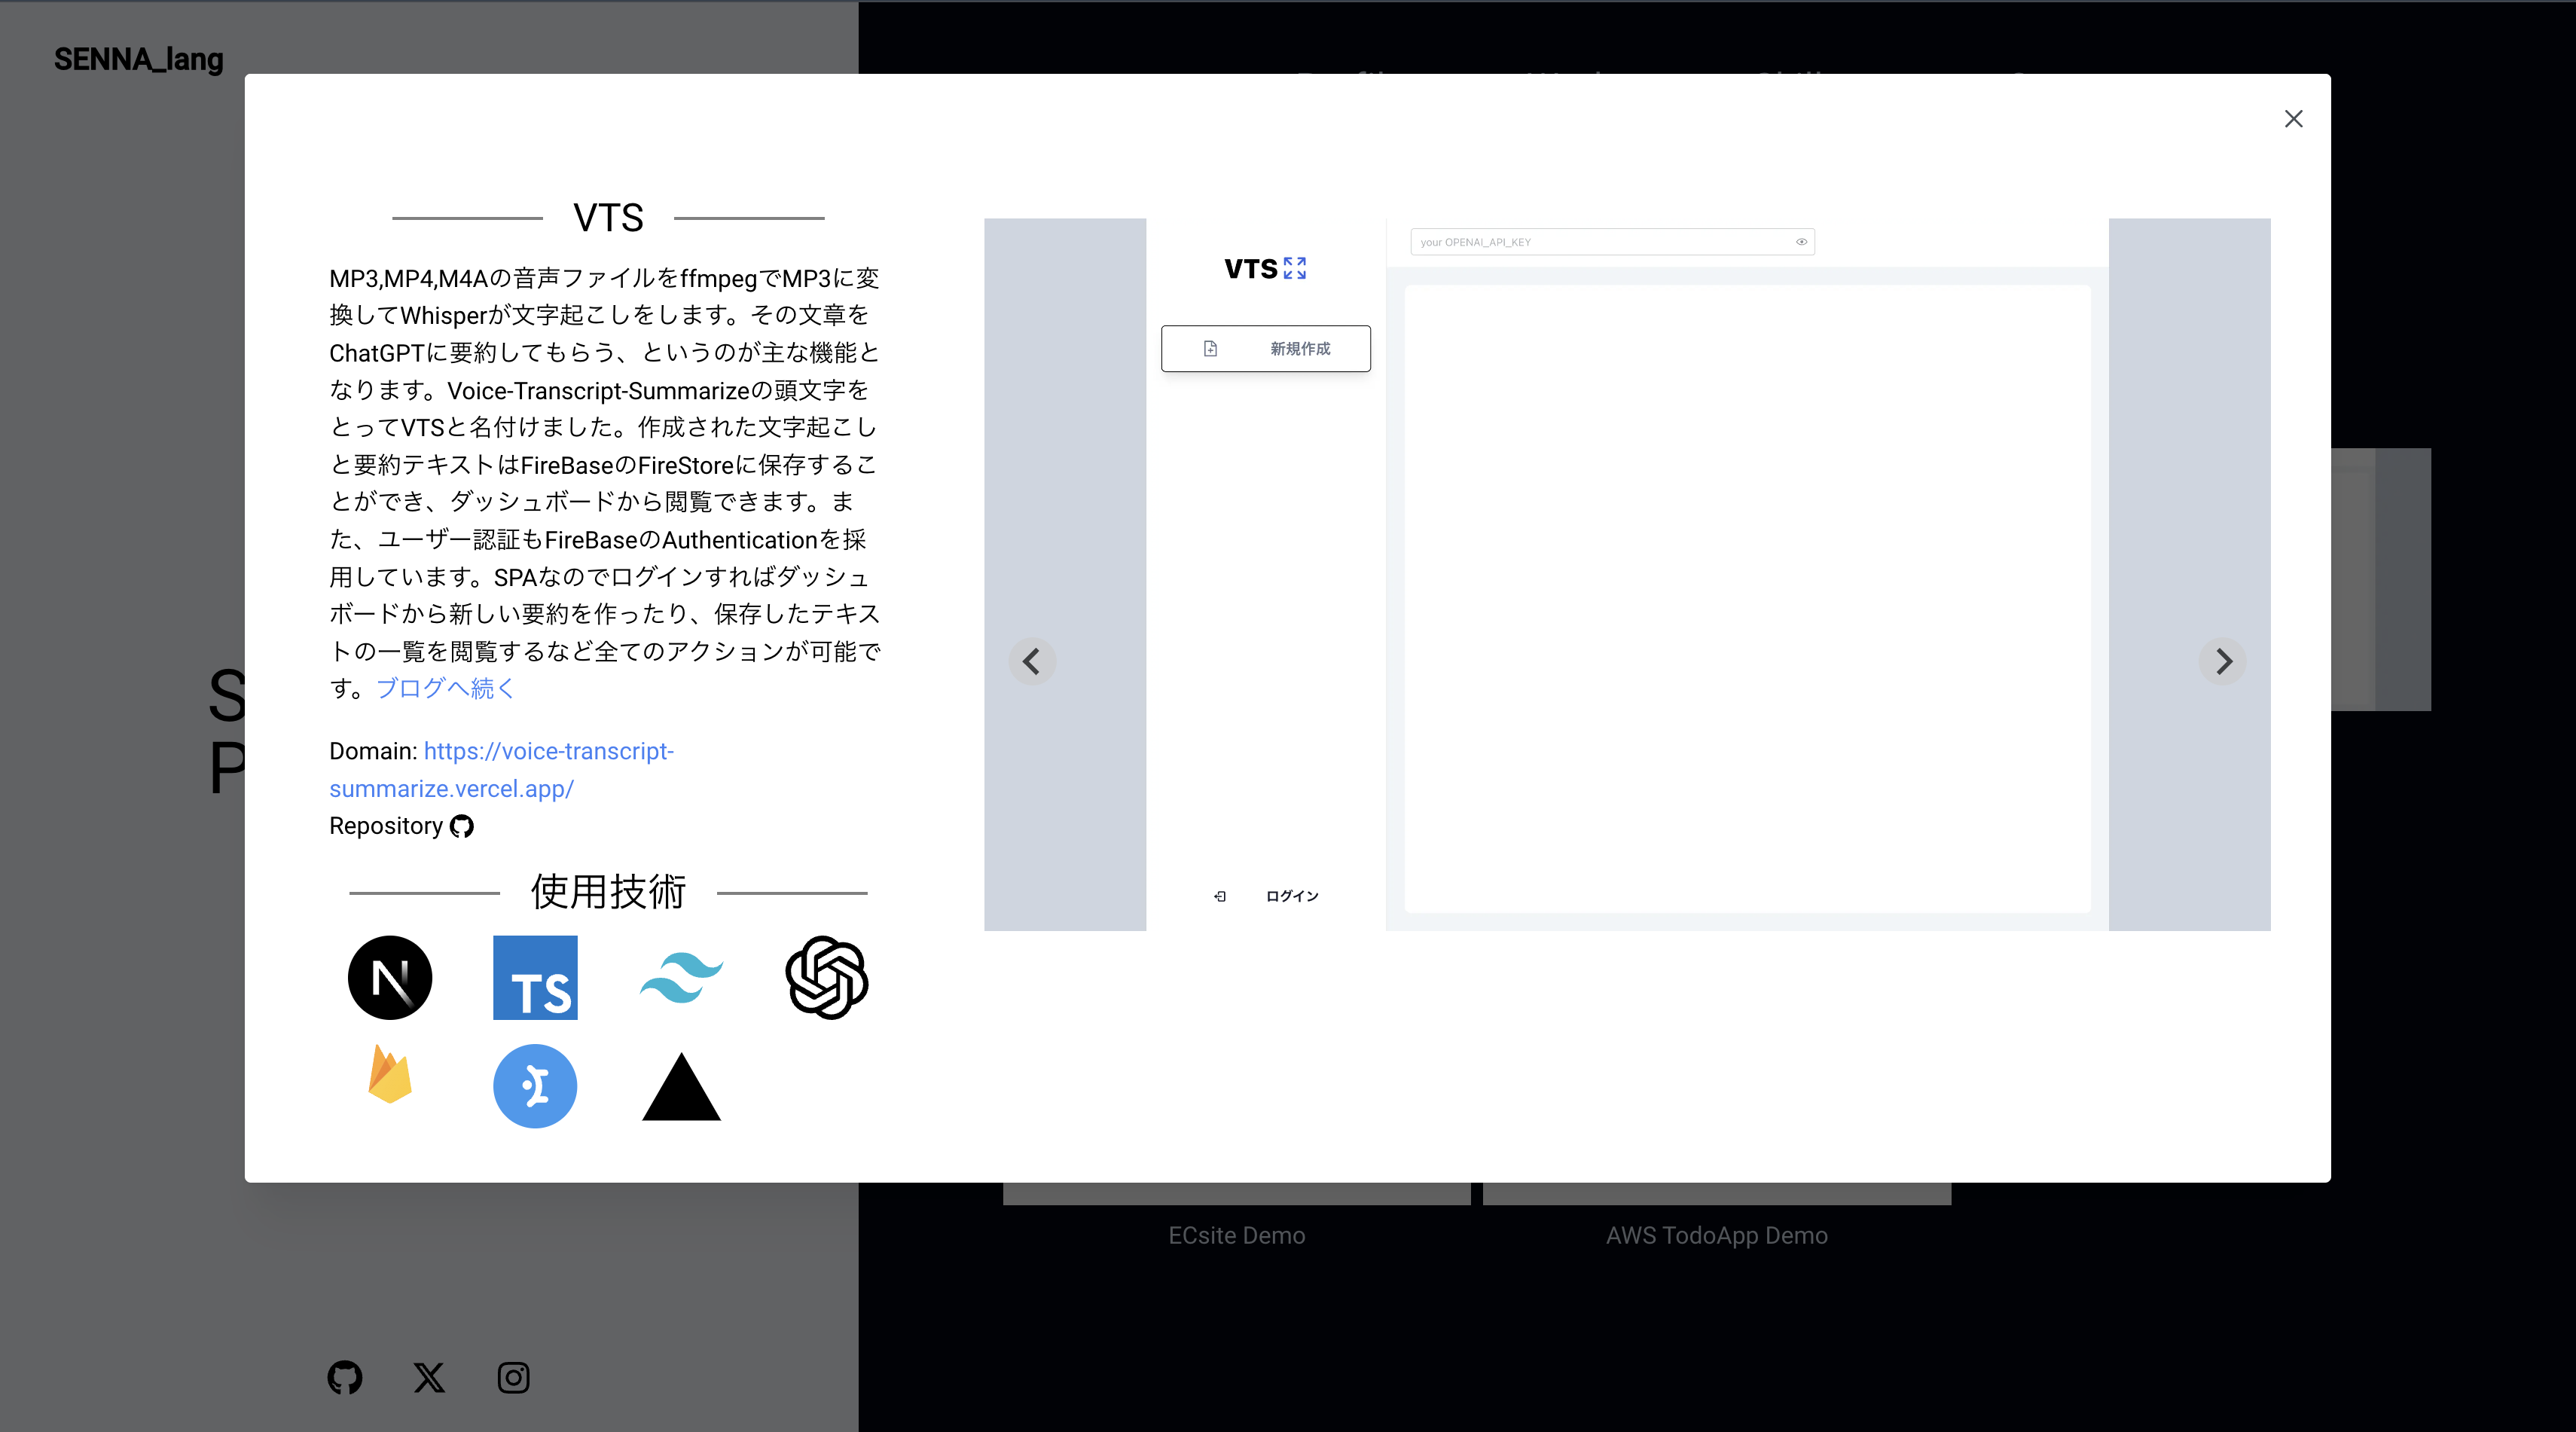 SENNA_lang
VTS
MP3,MP4,M4Aの音声ファイルをffmpegでMP3に変
換してWhisperが文字起こしをします。その文章を
ChatGPTに要約してもらう、というのが主な機能と
なります。Voice-Transcript-Summarizeの頭文字を
とってVTSと名付けました。作成された文字起こし
と要約テキストはFireBaseのFireStoreに保存するこ
とができ、ダッシュボードから閲覧できます。ま
た、ユーザー認証もFireBaseのAuthenticationを採
用しています。SPAなのでログインすればダッシュ
ボードから新しい要約を作ったり、保存したテキス
トの一覧を閲覧するなど全てのアクションが可能で
す。ブログへ続く
Domain: https://voice-transcript-
summarize.vercel.app/
Repository
使用技術
N
TS
VTS
新規作成
ログイン
your OPENAI_API_KEY
S
P
ECsite Demo
AWS TodoApp Demo